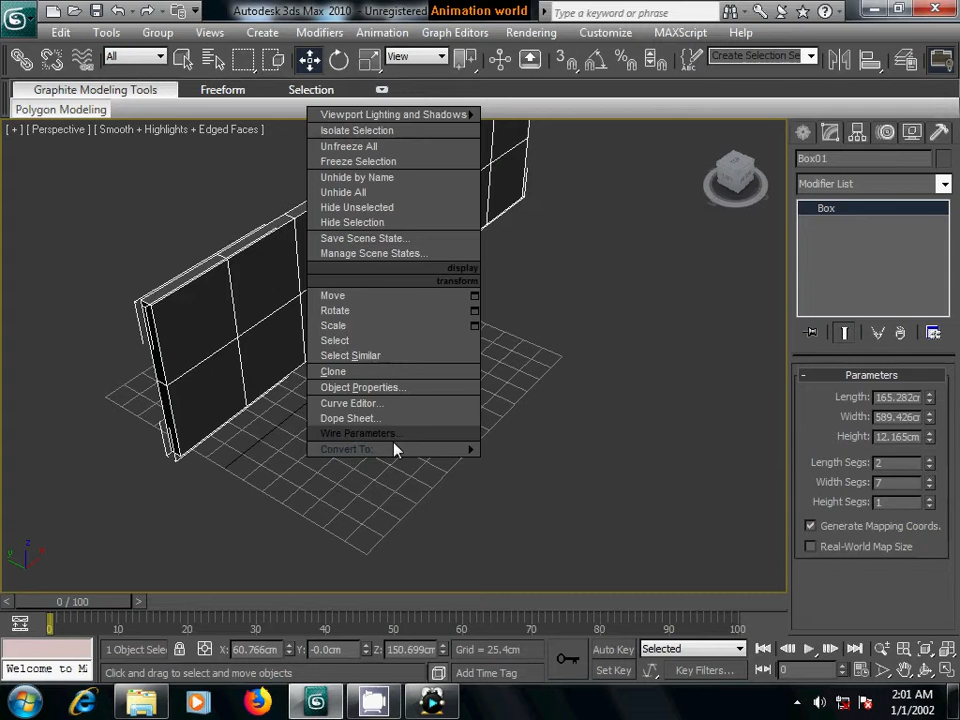 Autodesk 3ds Max 2010 - Unregistered
Animation world
Type a keyword or phrase
Edit Tools Group Views Create Modifiers Animation Graph Editors Rendering Customize MAXScript Help
All
View
Create Selection Se
Graphite Modeling Tools Freeform Selection
Polygon Modeling
[ + ] [ Perspective ] [ Smooth + Highlights + Edged Faces ]
Viewport Lighting and Shadows
Isolate Selection
Unfreeze All
Freeze Selection
Unhide by Name
Unhide All
Hide Unselected
Hide Selection
Save Scene State...
Manage Scene States...
display
transform
Move
Rotate
Scale
Select
Select Similar
Clone
Object Properties...
Curve Editor...
Dope Sheet...
Wire Parameters...
Convert To:
Box01
Modifier List
Box
- Parameters
Length: 165.282cm
Width: 589.426cm
Height: 12.165cm
Length Segs: 2
Width Segs: 7
Height Segs: 1
Generate Mapping Coords.
Real-World Map Size
z
y
x
< 0 / 100 >
0 10 20 30 40 50 60 70 80 90 100
1 Object Selec
X: 60.766cm Y: -0.0cm Z: 150.699cm Grid = 25.4cm
Auto Key Selected
Welcome to M
Click and drag to select and move objects
Add Time Tag
Set Key Key Filters... 0
2:01 AM
1/1/2002